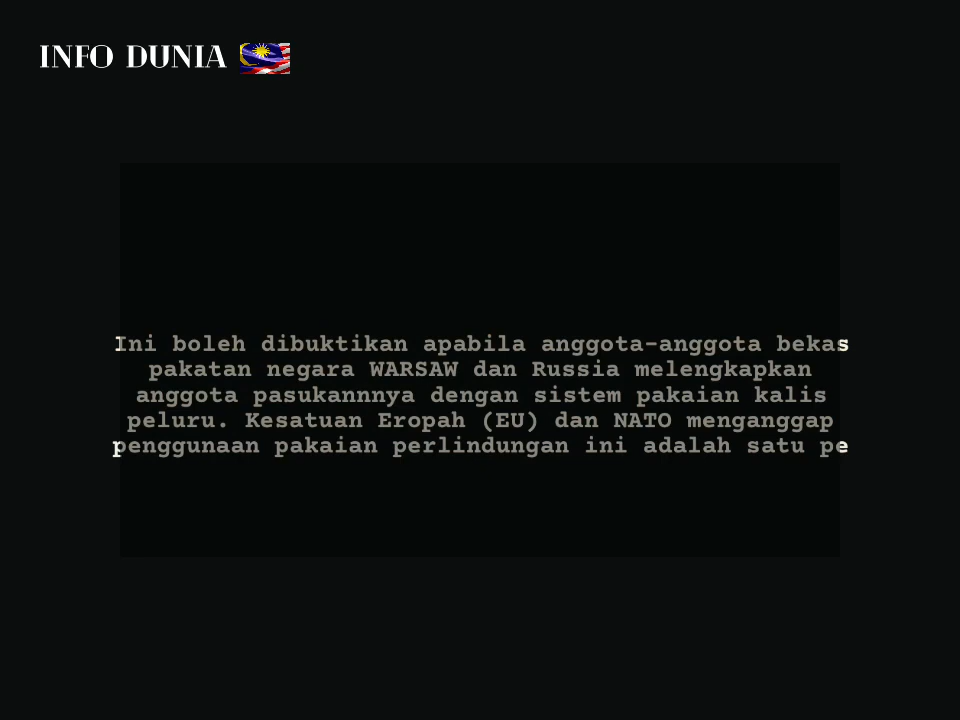 INFO DUNIA
Ini boleh dibuktikan apabila anggota-anggota bekas
pakatan negara WARSAW dan Russia melengkapkan
anggota pasukannnya dengan sistem pakaian kalis
peluru. Kesatuan Eropah (EU) dan NATO menganggap
penggunaan pakaian perlindungan ini adalah satu pe